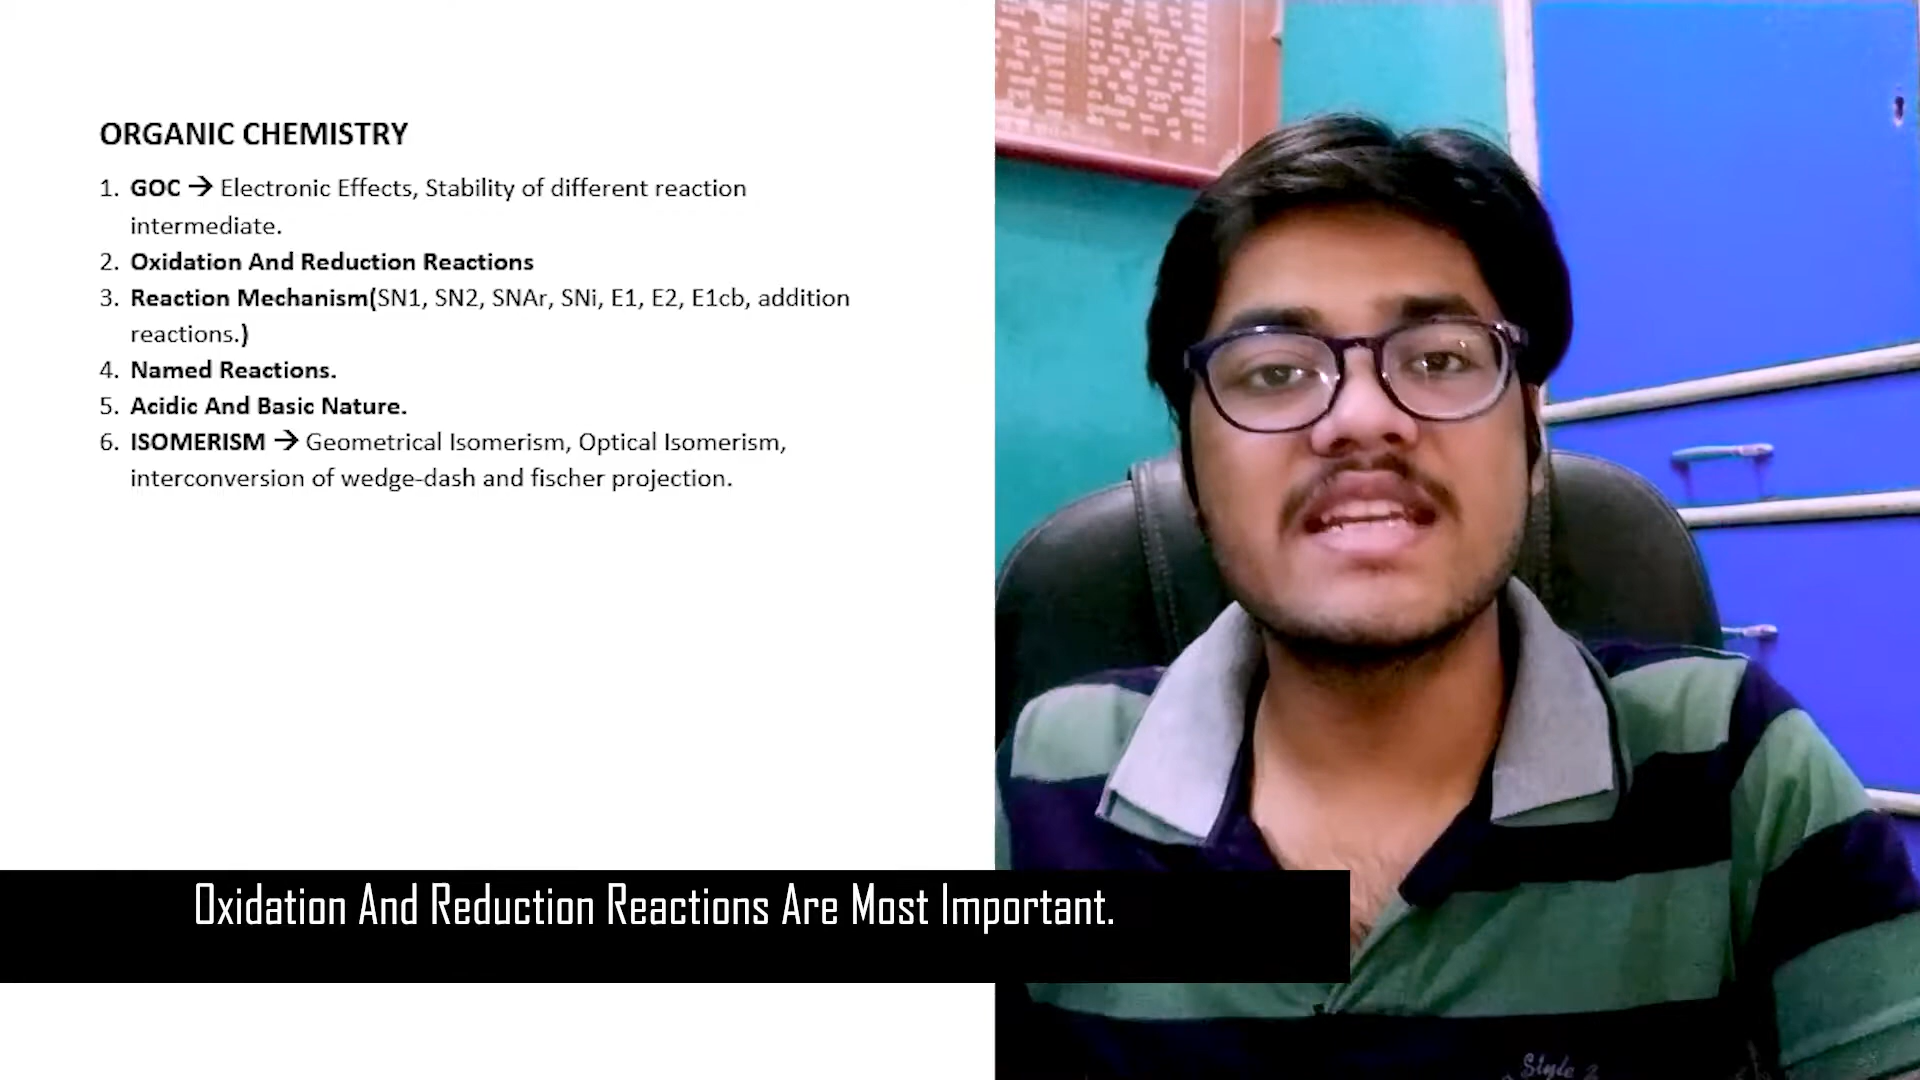 ORGANIC CHEMISTRY
1. GOC → Electronic Effects, Stability of different reaction
intermediate.
2. Oxidation And Reduction Reactions
3. Reaction Mechanism(SN1, SN2, SNAr, SNi, E1, E2, E1cb, addition
reactions.)
4. Named Reactions.
5. Acidic And Basic Nature.
6. ISOMERISM → Geometrical Isomerism, Optical Isomerism,
interconversion of wedge-dash and fischer projection.
Oxidation And Reduction Reactions Are Most Important.
Style